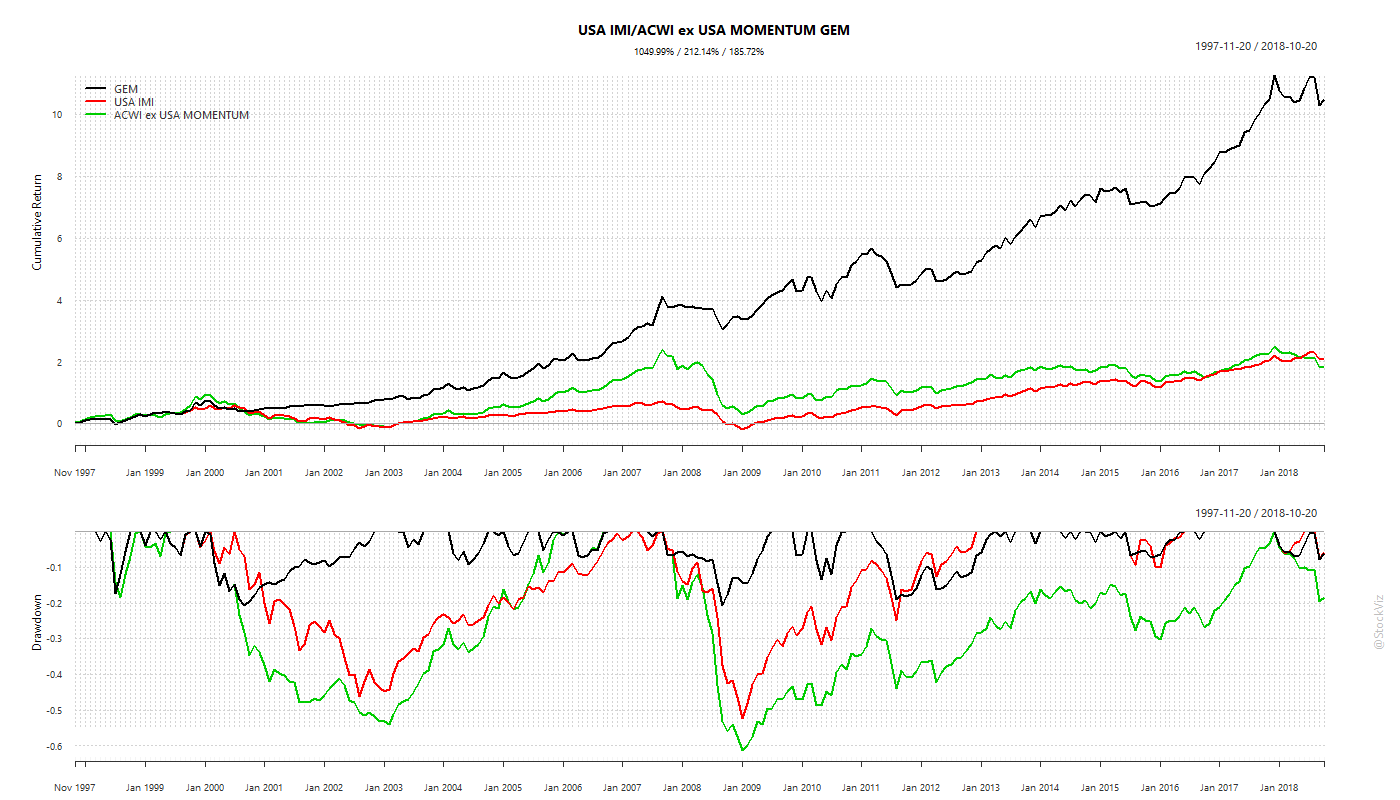 USA IMI/ACWI ex USA MOMENTUM GEM
1049.99% / 212.14% / 185.72%
1997-11-20 / 2018-10-20
GEM
USA IMI
ACWI ex USA MOMENTUM
Cumulative Return
10
8
6
4
2
0
Nov 1997 Jan 1999 Jan 2000 Jan 2001 Jan 2002 Jan 2003 Jan 2004 Jan 2005 Jan 2006 Jan 2007 Jan 2009 Jan 2010 Jan 2011 Jan 2012 Jan 2013 Jan 2014 Jan 2015 Jan 2016 Jan 2017 Jan 2018
1997-11-20 / 2018-10-20
Drawdown
-0.1
-0.2
-0.3
-0.4
-0.5
-0.6
Nov 1997 Jan 1999 Jan 2000 Jan 2001 Jan 2002 Jan 2003 Jan 2004 Jan 2005 Jan 2006 Jan 2007 Jan 2008 Jan 2009 Jan 2010 Jan 2011 Jan 2012 Jan 2013 Jan 2014 Jan 2015 Jan 2016 Jan 2017 Jan 2018
@StockViz